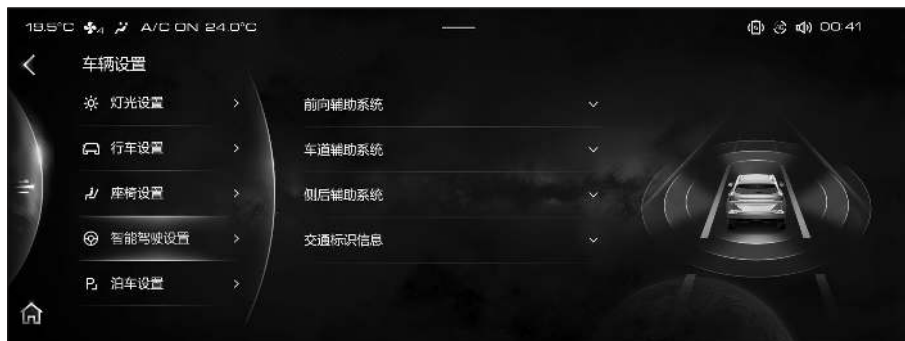 19.5°C 4 A/C ON 24.0°C 00:41
车辆设置
灯光设置
行车设置
座椅设置
智能驾驶设置
泊车设置
前向辅助系统
车道辅助系统
侧后辅助系统
交通标识信息